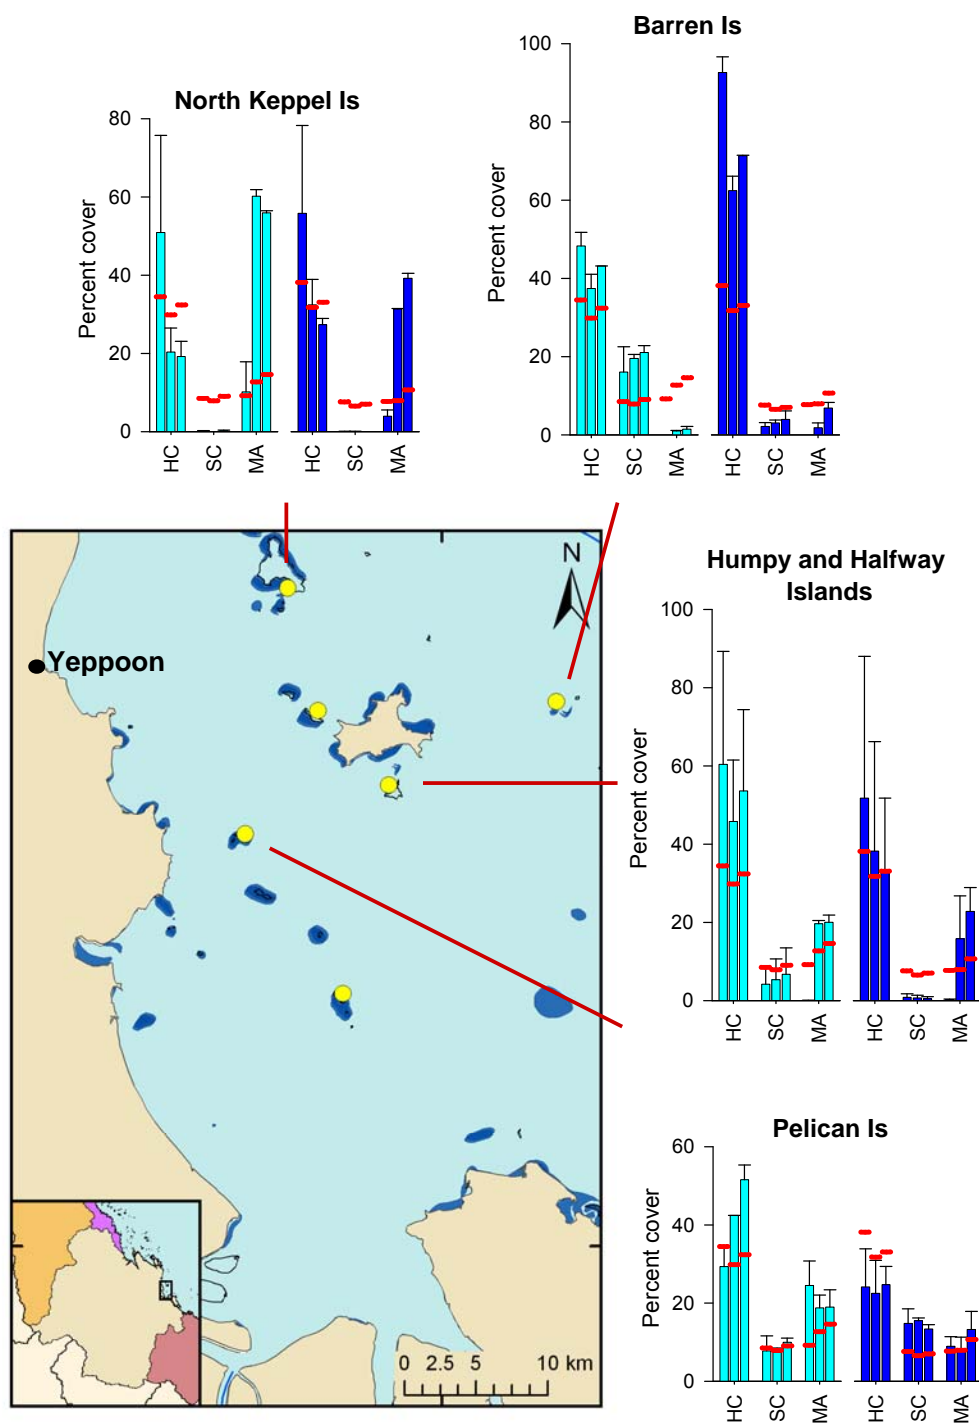 Barren Is
100
80
60
40
20
0
Percent cover
HC
SC
MA
HC
SC
MA
North Keppel Is
80
60
40
20
0
Percent cover
HC
SC
MA
HC
SC
MA
N
Yeppoon
0 2.5 5 10 km
Humpy and Halfway
Islands
100
80
60
40
20
0
Percent cover
HC
SC
MA
HC
SC
MA
Pelican Is
60
40
20
0
Percent cover
HC
SC
MA
HC
SC
MA